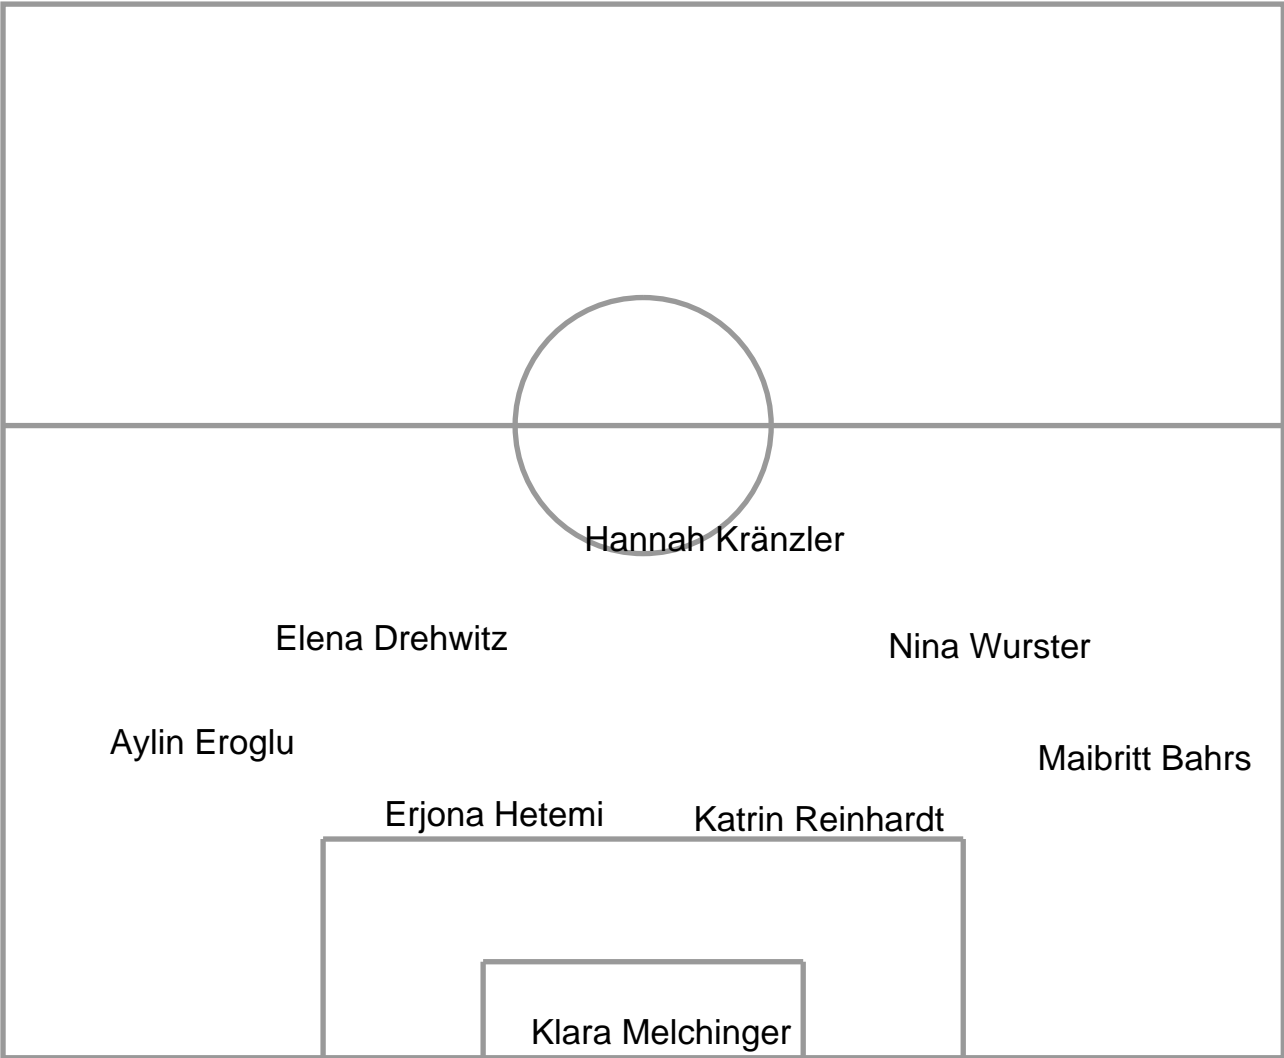 Hannah Kränzler
Elena Drehwitz
Nina Wurster
Aylin Eroglu
Maibritt Bahrs
Erjona Hetemi
Katrin Reinhardt
Klara Melchinger